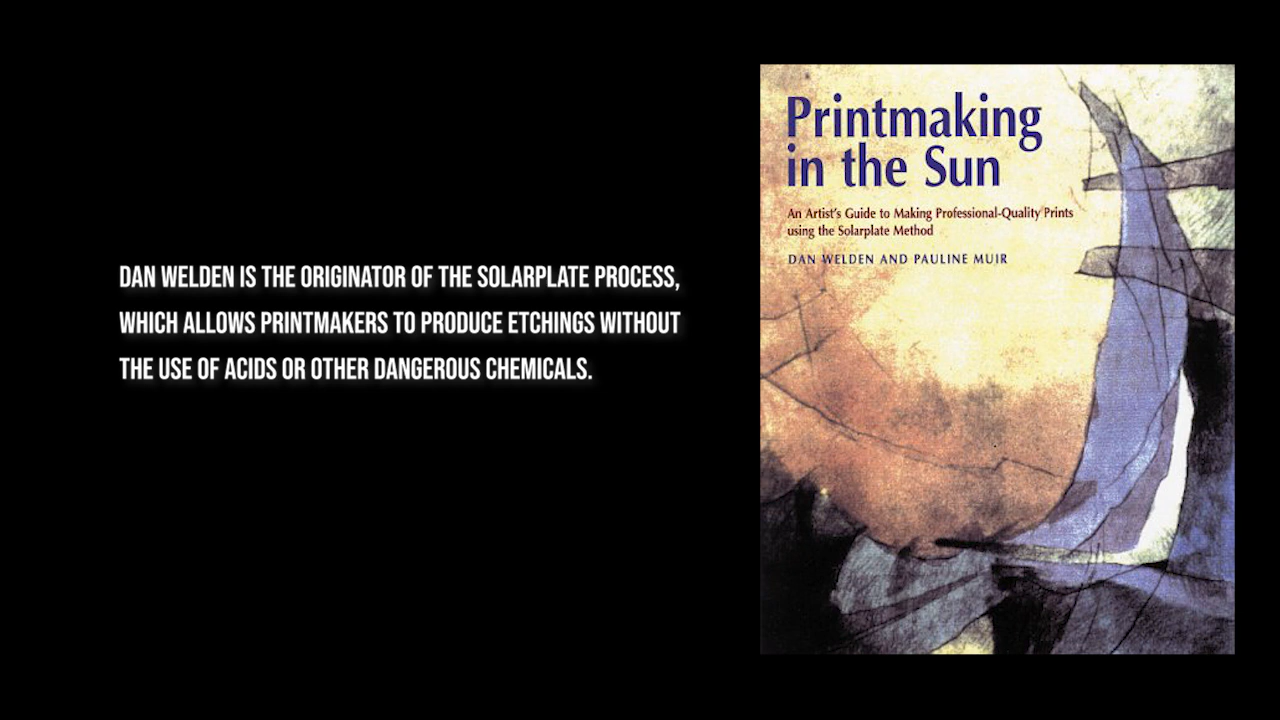 DAN WELDEN IS THE ORIGINATOR OF THE SOLARPLATE PROCESS,
WHICH ALLOWS PRINTMAKERS TO PRODUCE ETCHINGS WITHOUT
THE USE OF ACIDS OR OTHER DANGEROUS CHEMICALS.
Printmaking
in the Sun
An Artist's Guide to Making Professional-Quality Prints
using the Solarplate Method
DAN WELDEN AND PAULINE MUIR